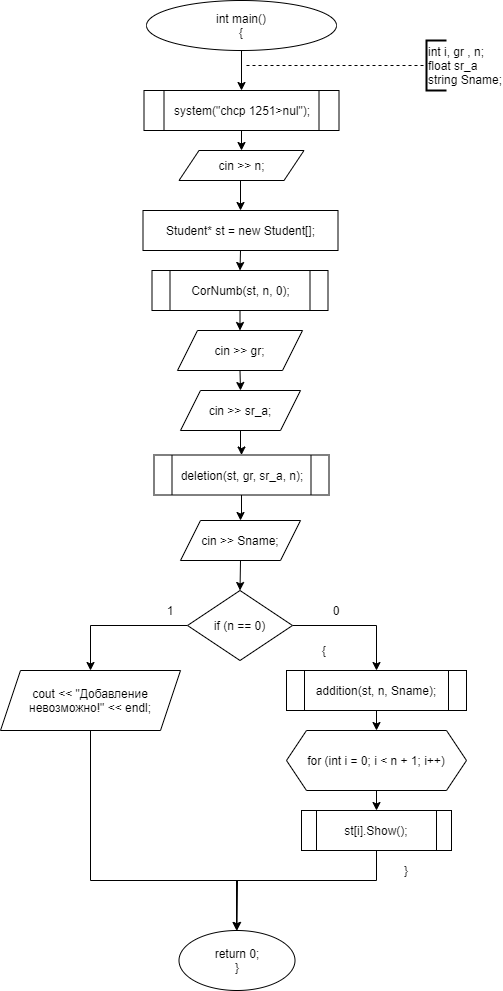 int main()
{
int i, gr , n;
float sr_a
string Sname;
system("chcp 1251>nul");
cin >> n;
Student* st = new Student[];
CorNumb(st, n, 0);
cin >> gr;
cin >> sr_a;
deletion(st, gr, sr_a, n);
cin >> Sname;
if (n == 0)
1
0
{
cout << "Добавление
невозможно!" << endl;
addition(st, n, Sname);
for (int i = 0; i < n + 1; i++)
st[i].Show();
}
return 0;
}